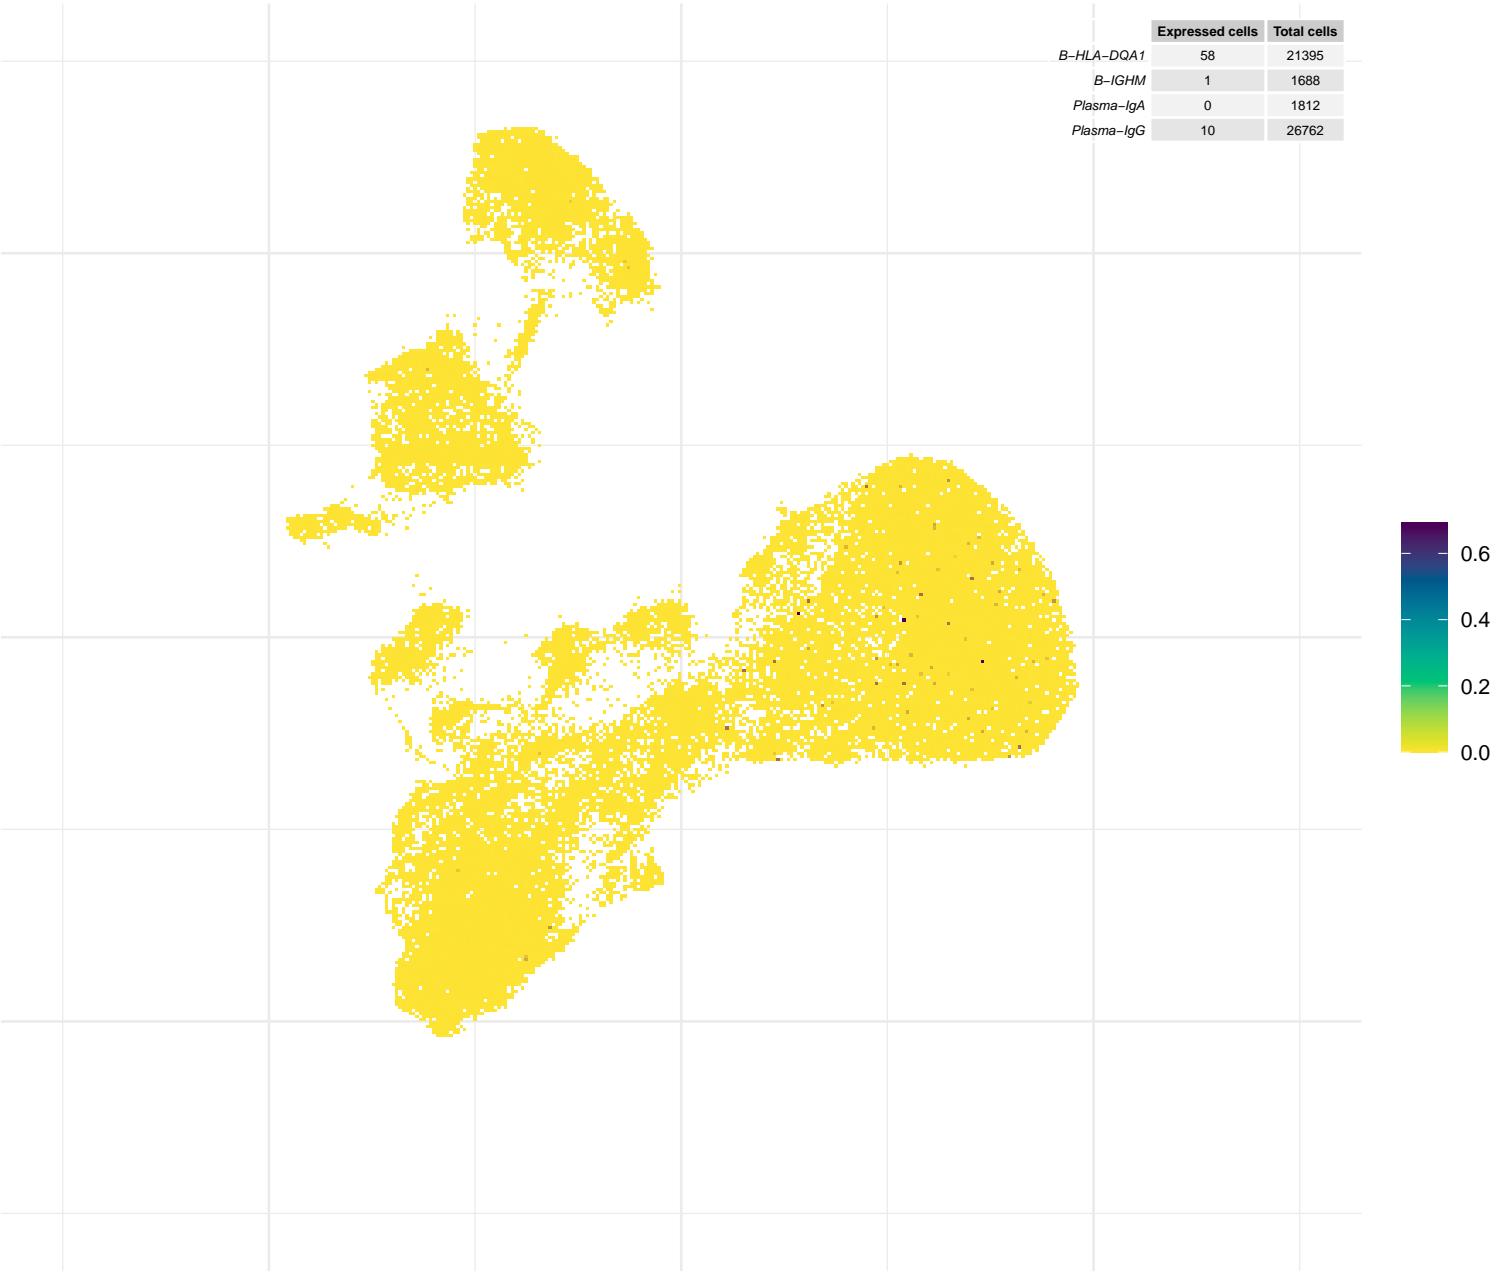 Expressed cells Total cells
B−HLA−DQA1 58 21395
B−IGHM 1 1688
Plasma−IgA 0 1812
Plasma−IgG 10 26762
0.6
0.4
0.2
0.0